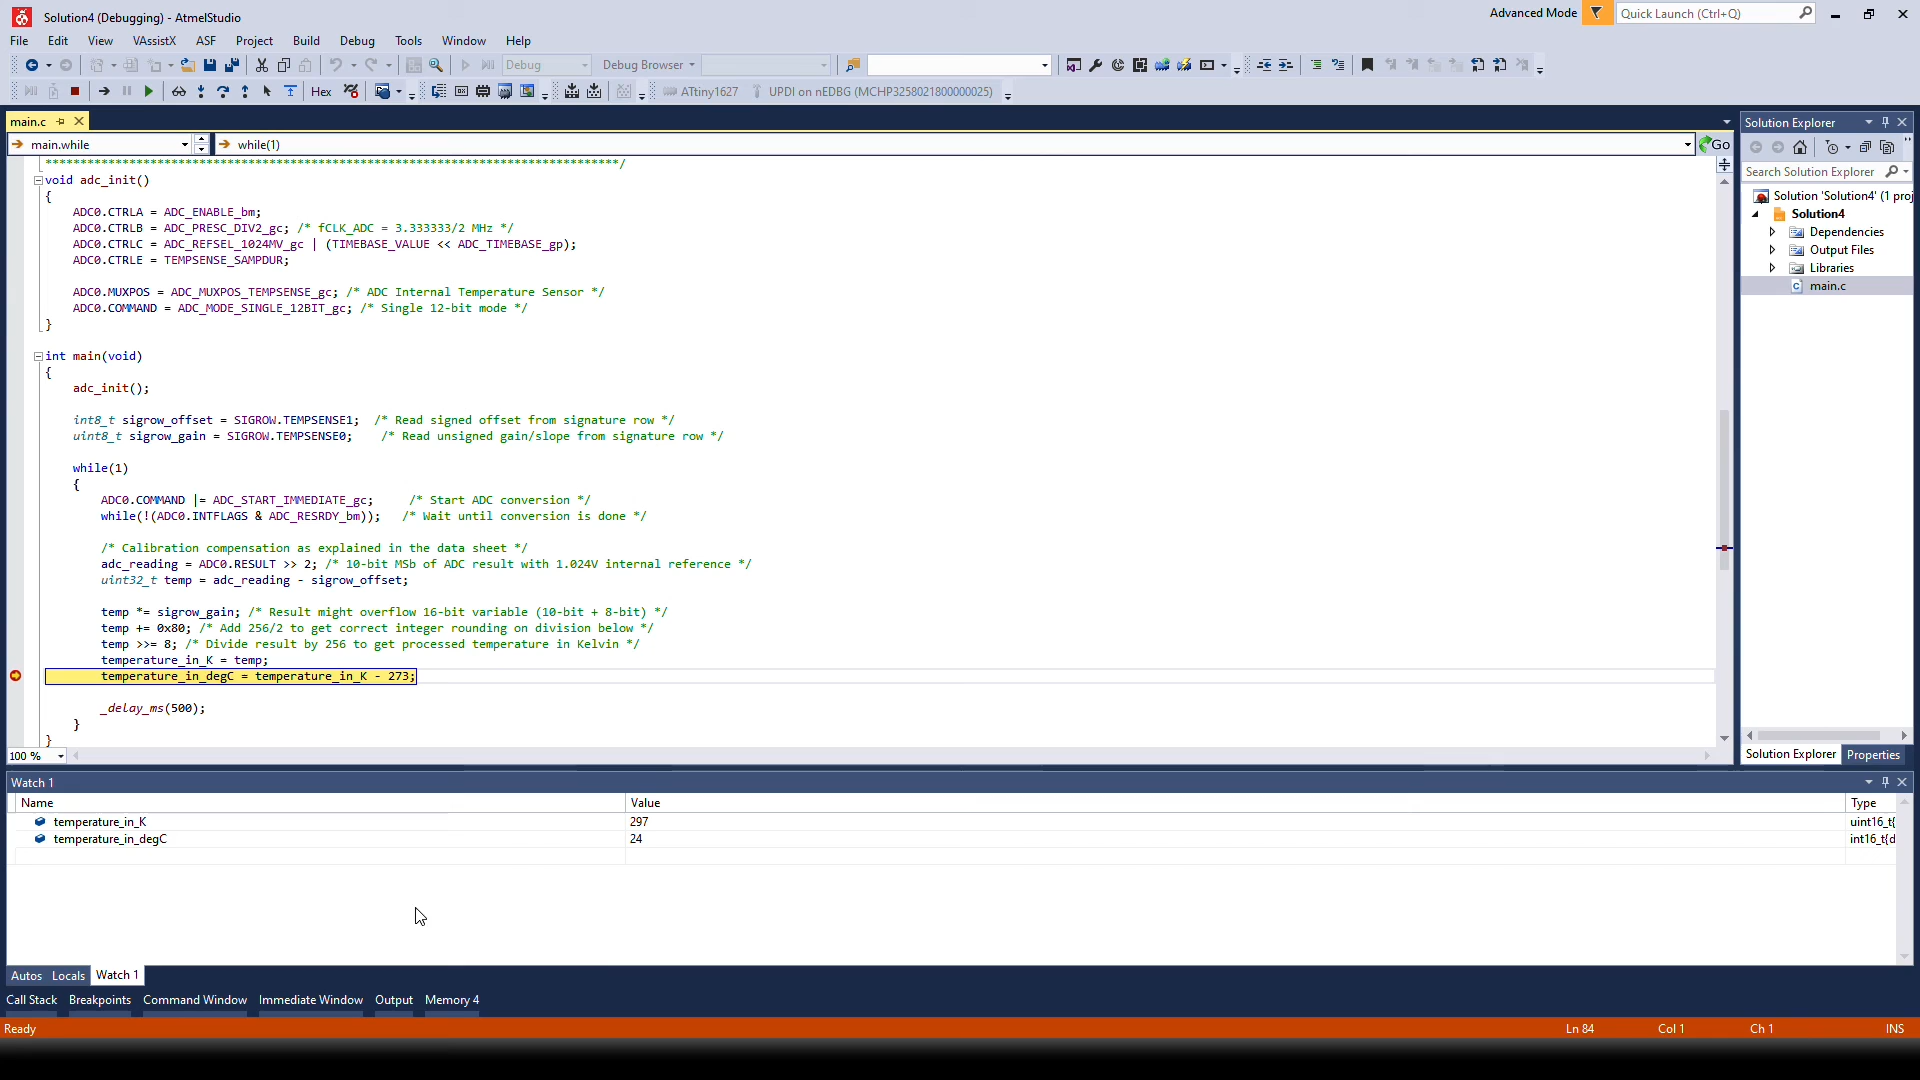 Solution4 (Debugging) - AtmelStudio
Advanced Mode
Quick Launch (Ctrl+Q)
File Edit View VAssistX ASF Project Build Debug Tools Window Help
Debug
Debug Browser
Hex
ATtiny1627
UPDI on nEDBG (MCHP3258021800000025)
main.c
main.while
while(1)
Go
*********************************************************************************/
void adc_init()
{
ADC0.CTRLA = ADC_ENABLE_bm;
ADC0.CTRLB = ADC_PRESC_DIV2_gc; /* fCLK_ADC = 3.333333/2 MHz */
ADC0.CTRLC = ADC_REFSEL_1024MV_gc | (TIMEBASE_VALUE << ADC_TIMEBASE_gp);
ADC0.CTRLE = TEMPSENSE_SAMPDUR;
ADC0.MUXPOS = ADC_MUXPOS_TEMPSENSE_gc; /* ADC Internal Temperature Sensor */
ADC0.COMMAND = ADC_MODE_SINGLE_12BIT_gc; /* Single 12-bit mode */
}
int main(void)
{
adc_init();
int8_t sigrow_offset = SIGROW.TEMPSENSE1; /* Read signed offset from signature row */
uint8_t sigrow_gain = SIGROW.TEMPSENSE0; /* Read unsigned gain/slope from signature row */
while(1)
{
ADC0.COMMAND |= ADC_START_IMMEDIATE_gc; /* Start ADC conversion */
while(!(ADC0.INTFLAGS & ADC_RESRDY_bm)); /* Wait until conversion is done */
/* Calibration compensation as explained in the data sheet */
adc_reading = ADC0.RESULT >> 2; /* 10-bit MSb of ADC result with 1.024V internal reference */
uint32_t temp = adc_reading - sigrow_offset;
temp *= sigrow_gain; /* Result might overflow 16-bit variable (10-bit + 8-bit) */
temp += 0x80; /* Add 256/2 to get correct integer rounding on division below */
temp >>= 8; /* Divide result by 256 to get processed temperature in Kelvin */
temperature_in_K = temp;
temperature_in_degC = temperature_in_K - 273;
_delay_ms(500);
}
}
100 %
Solution Explorer
Search Solution Explorer
Solution 'Solution4' (1 proj
Solution4
Dependencies
Output Files
Libraries
main.c
Solution Explorer Properties
Watch 1
Name Value Type
temperature_in_K 297 uint16_t{
temperature_in_degC 24 int16_t{d
Autos Locals Watch 1
Call Stack Breakpoints Command Window Immediate Window Output Memory 4
Ready Ln 84 Col 1 Ch 1 INS